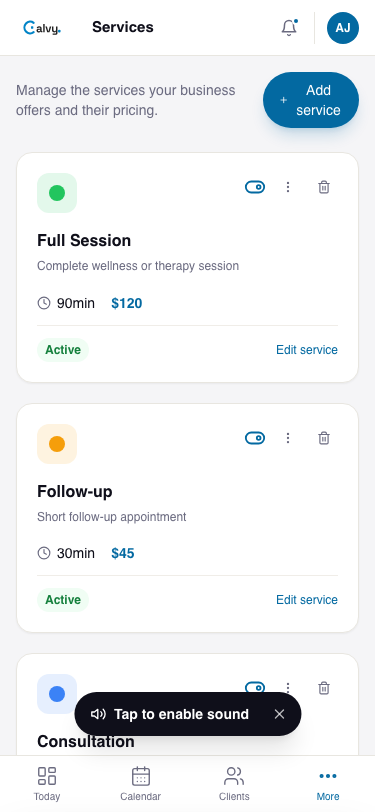 Calvy.
Services
AJ
Manage the services your business
offers and their pricing.
+ Add
service
Full Session
Complete wellness or therapy session
90min $120
Active Edit service
Follow-up
Short follow-up appointment
30min $45
Active Edit service
Tap to enable sound
Consultation
Today Calendar Clients More